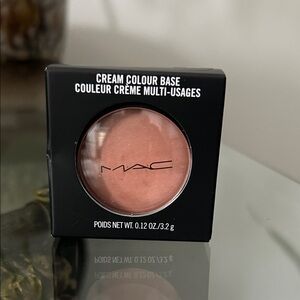 CREAM COLOUR BASE
COULEUR CRÈME MULTI-USAGES
MAC
POIDS NET WT. 0.12 OZ./3.2 g